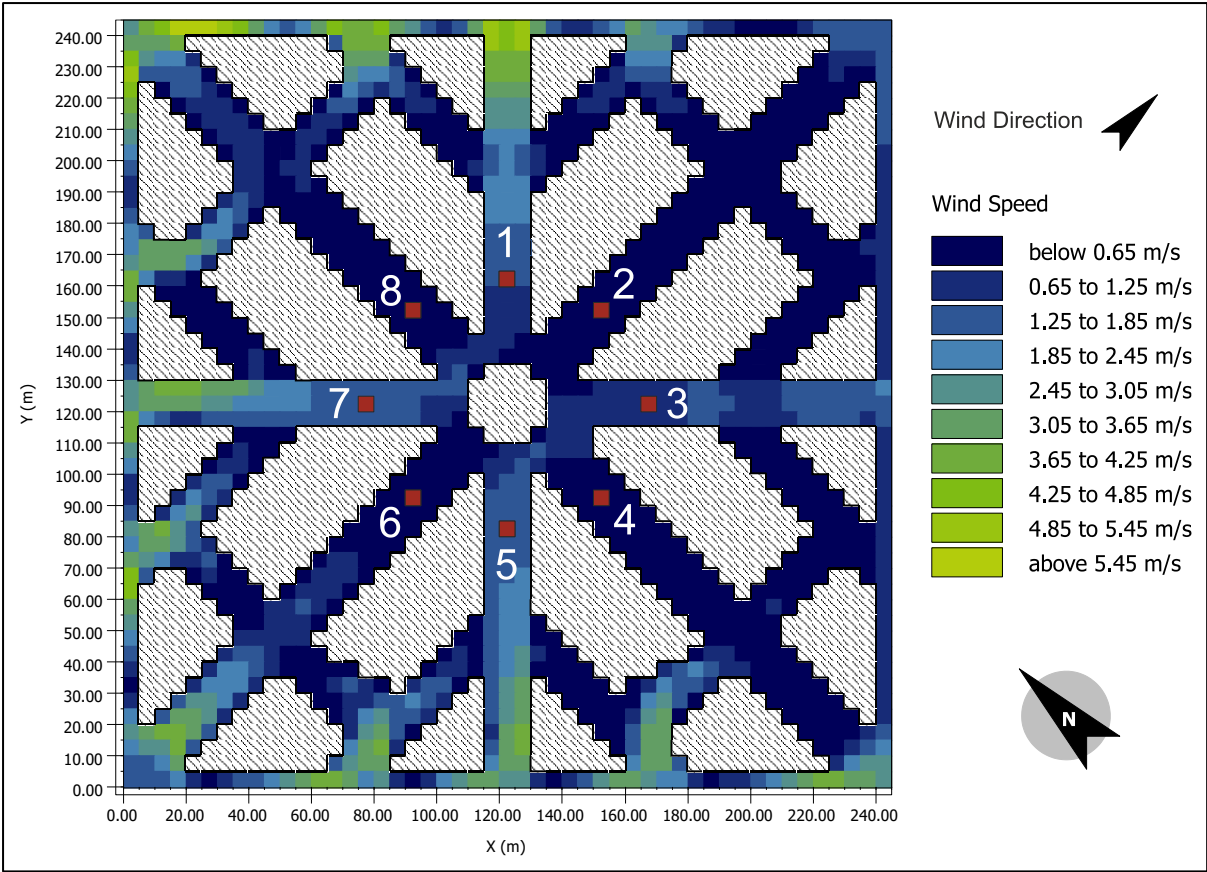 240.00
230.00
220.00
210.00
200.00
190.00
180.00
170.00
160.00
150.00
140.00
130.00
120.00
110.00
100.00
90.00
80.00
70.00
60.00
50.00
40.00
30.00
20.00
10.00
0.00
Y (m)
0.00 20.00 40.00 60.00 80.00 100.00 120.00 140.00 160.00 180.00 200.00 220.00 240.00
X (m)
1
2
8
7
3
6
4
5
Wind Direction
Wind Speed
below 0.65 m/s
0.65 to 1.25 m/s
1.25 to 1.85 m/s
1.85 to 2.45 m/s
2.45 to 3.05 m/s
3.05 to 3.65 m/s
3.65 to 4.25 m/s
4.25 to 4.85 m/s
4.85 to 5.45 m/s
above 5.45 m/s
N